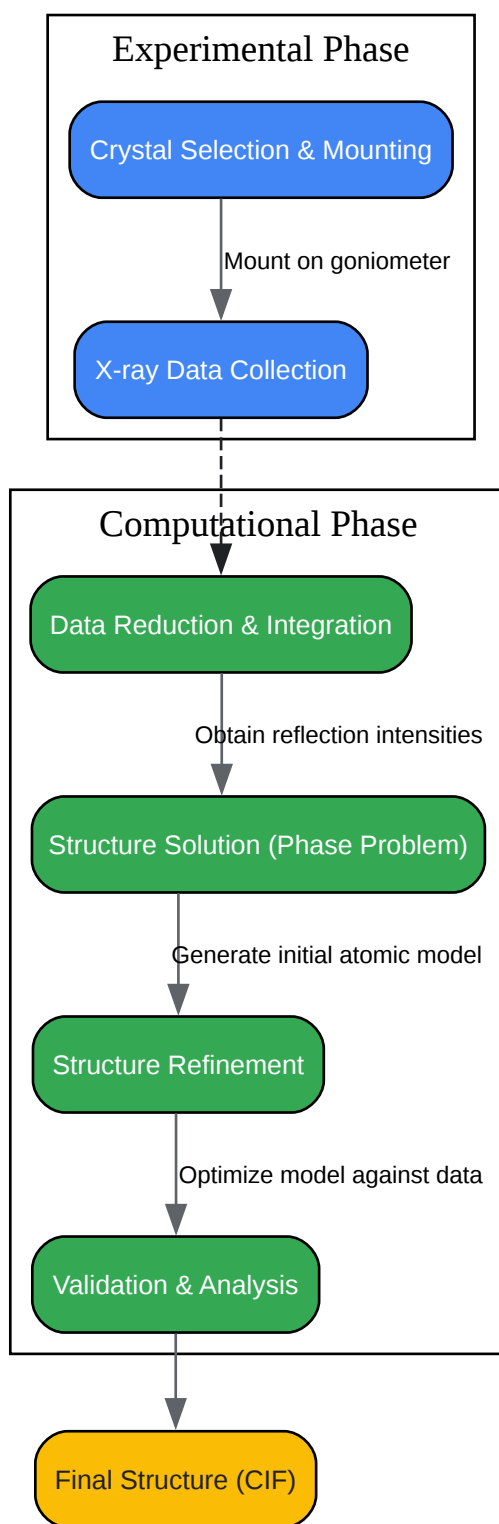 Experimental Phase
Crystal Selection & Mounting
Mount on goniometer
X-ray Data Collection
Computational Phase
Data Reduction & Integration
Obtain reflection intensities
Structure Solution (Phase Problem)
Generate initial atomic model
Structure Refinement
Optimize model against data
Validation & Analysis
Final Structure (CIF)